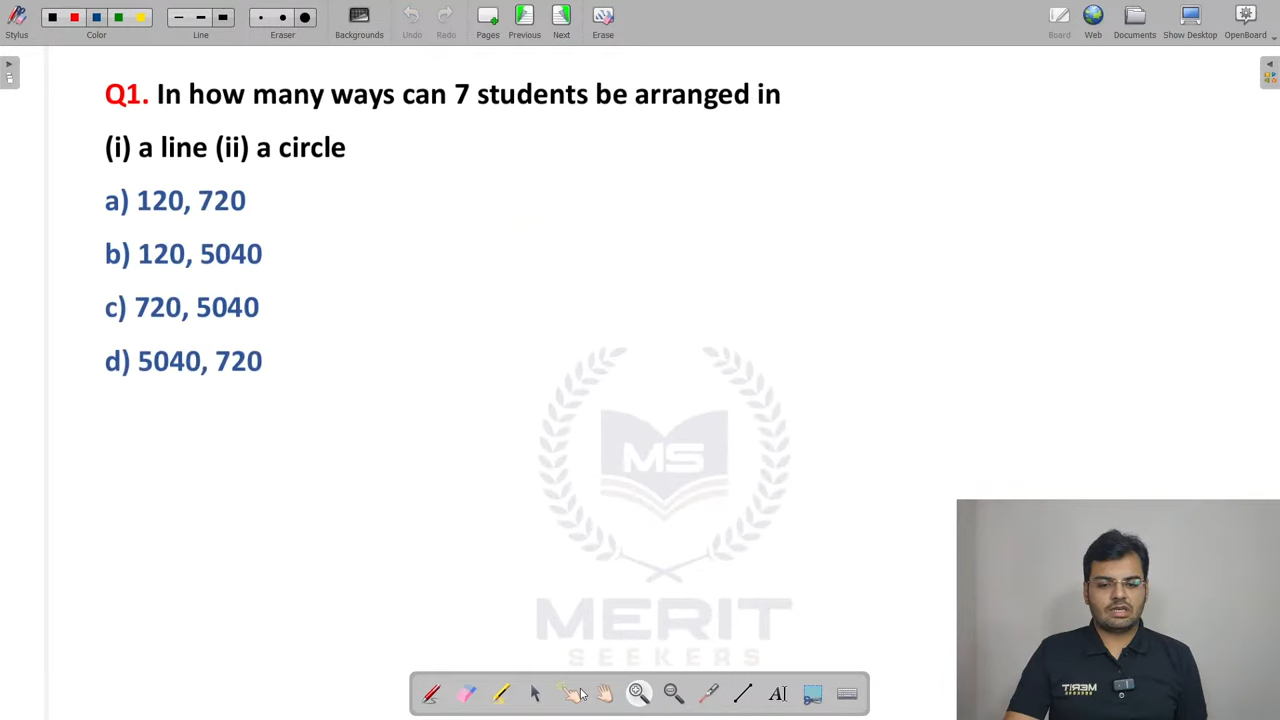 Stylus
Color
Line
Eraser
Backgrounds
Undo
Redo
Pages
Previous
Next
Erase
Board
Web
Documents
Show Desktop
OpenBoard
Q1. In how many ways can 7 students be arranged in
(i) a line (ii) a circle
a) 120, 720
b) 120, 5040
c) 720, 5040
d) 5040, 720
MS
MERIT
SEEKERS
MERIT